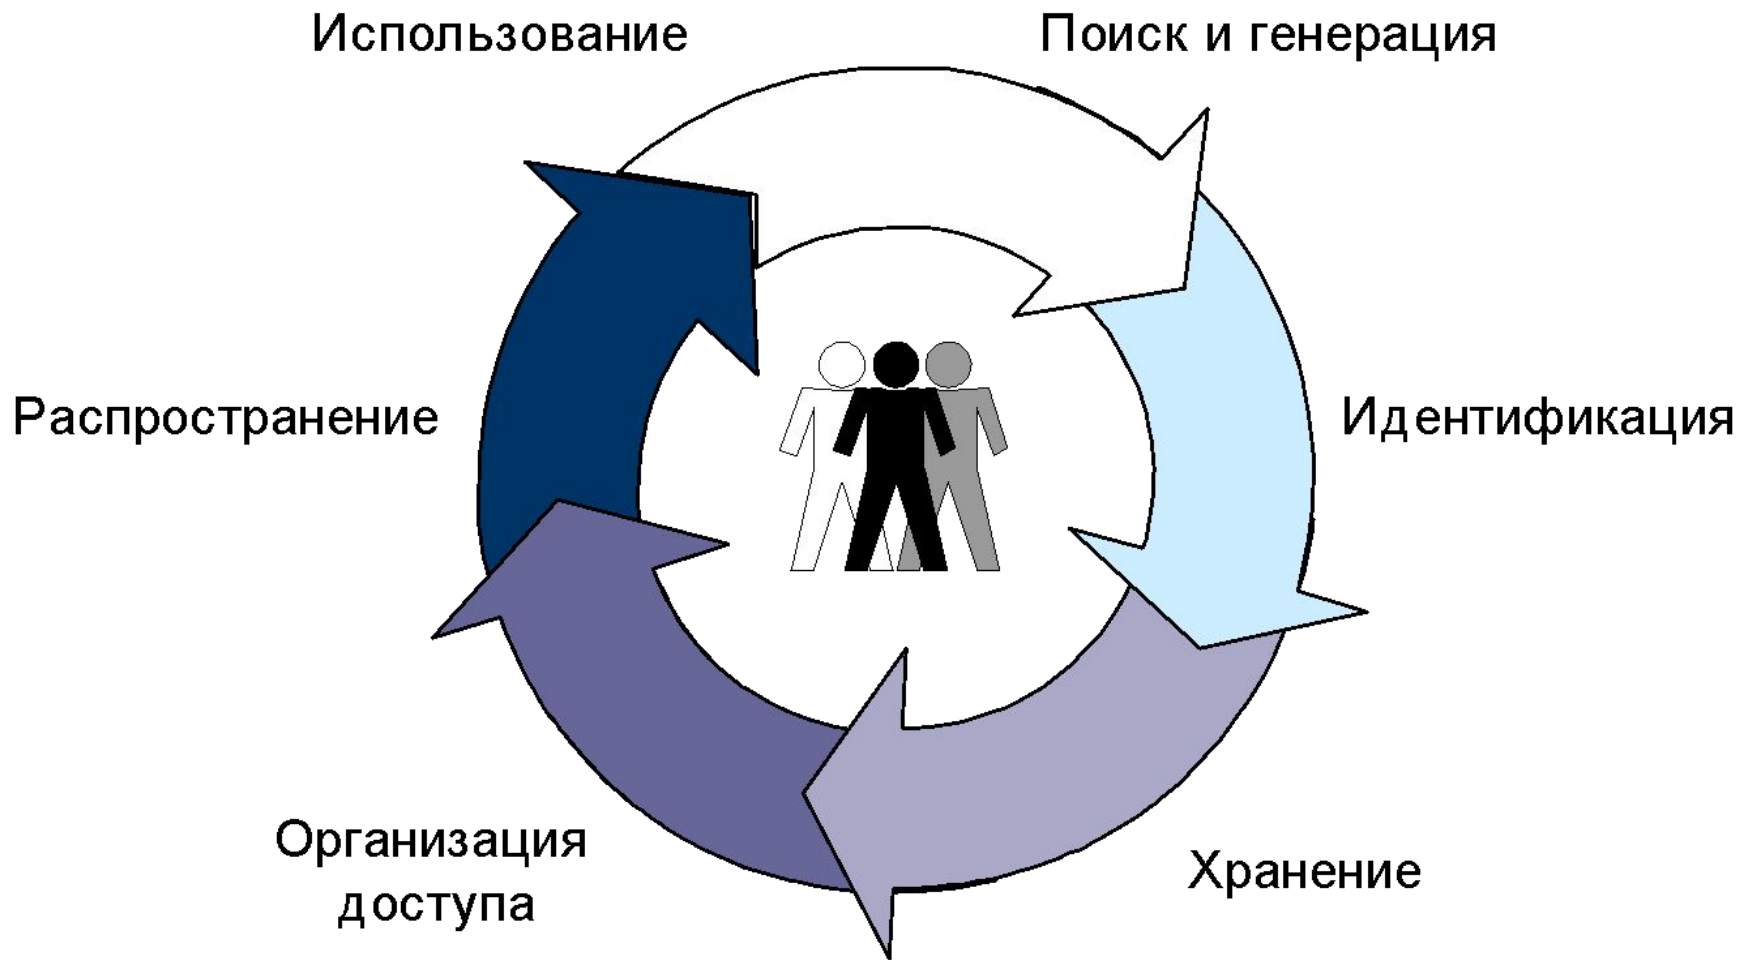 Использование
Поиск и генерация
Распространение
Идентификация
Организация
доступа
Хранение